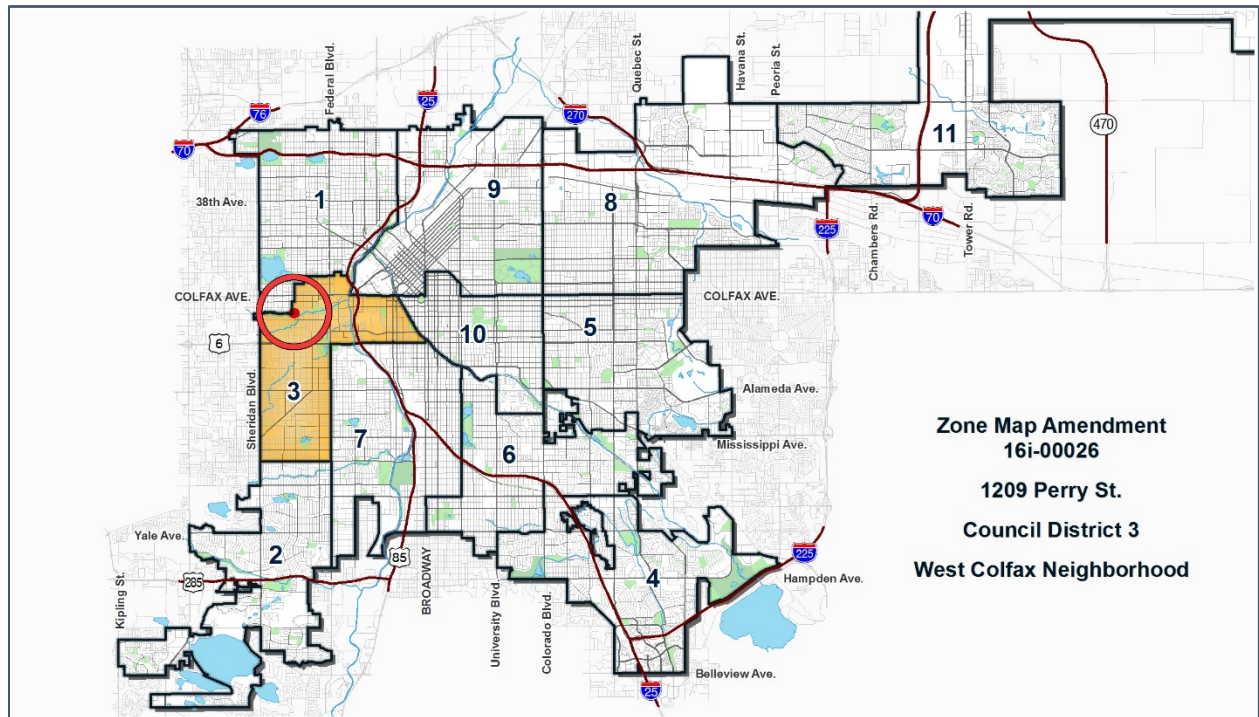 Federal Blvd.
Quebec St.
Havana St.
Peoria St.
76
25
270
70
470
11
38th Ave.
1
9
8
225
Chambers Rd.
70
Tower Rd.
COLFAX AVE.
COLFAX AVE.
6
10
5
Sheridan Blvd.
3
Alameda Ave.
7
6
Mississippi Ave.
Zone Map Amendment
16i-00026
1209 Perry St.
Council District 3
West Colfax Neighborhood
Yale Ave.
2
285
85
BROADWAY
University Blvd.
Colorado Blvd.
4
225
Hampden Ave.
Kipling St.
25
Belleview Ave.